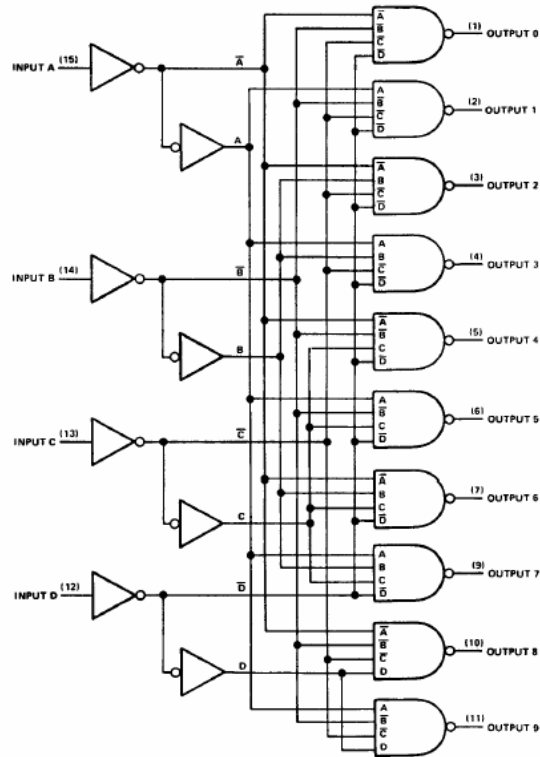 A̅
B̅
C̅
D̅
(1)
OUTPUT 0
INPUT A
(15)
A̅
A
B̅
C̅
D̅
(2)
OUTPUT 1
A
A̅
B
C̅
D̅
(3)
OUTPUT 2
A
B
C̅
D̅
(4)
OUTPUT 3
INPUT B
(14)
B̅
A̅
B̅
C
D̅
(5)
OUTPUT 4
B
A
B̅
C
D̅
(6)
OUTPUT 5
INPUT C
(13)
C̅
A̅
B
C
D̅
(7)
OUTPUT 6
C
A
B
C
D̅
(9)
OUTPUT 7
INPUT D
(12)
D̅
A̅
B̅
C̅
D
(10)
OUTPUT 8
D
A
B̅
C̅
D
(11)
OUTPUT 9